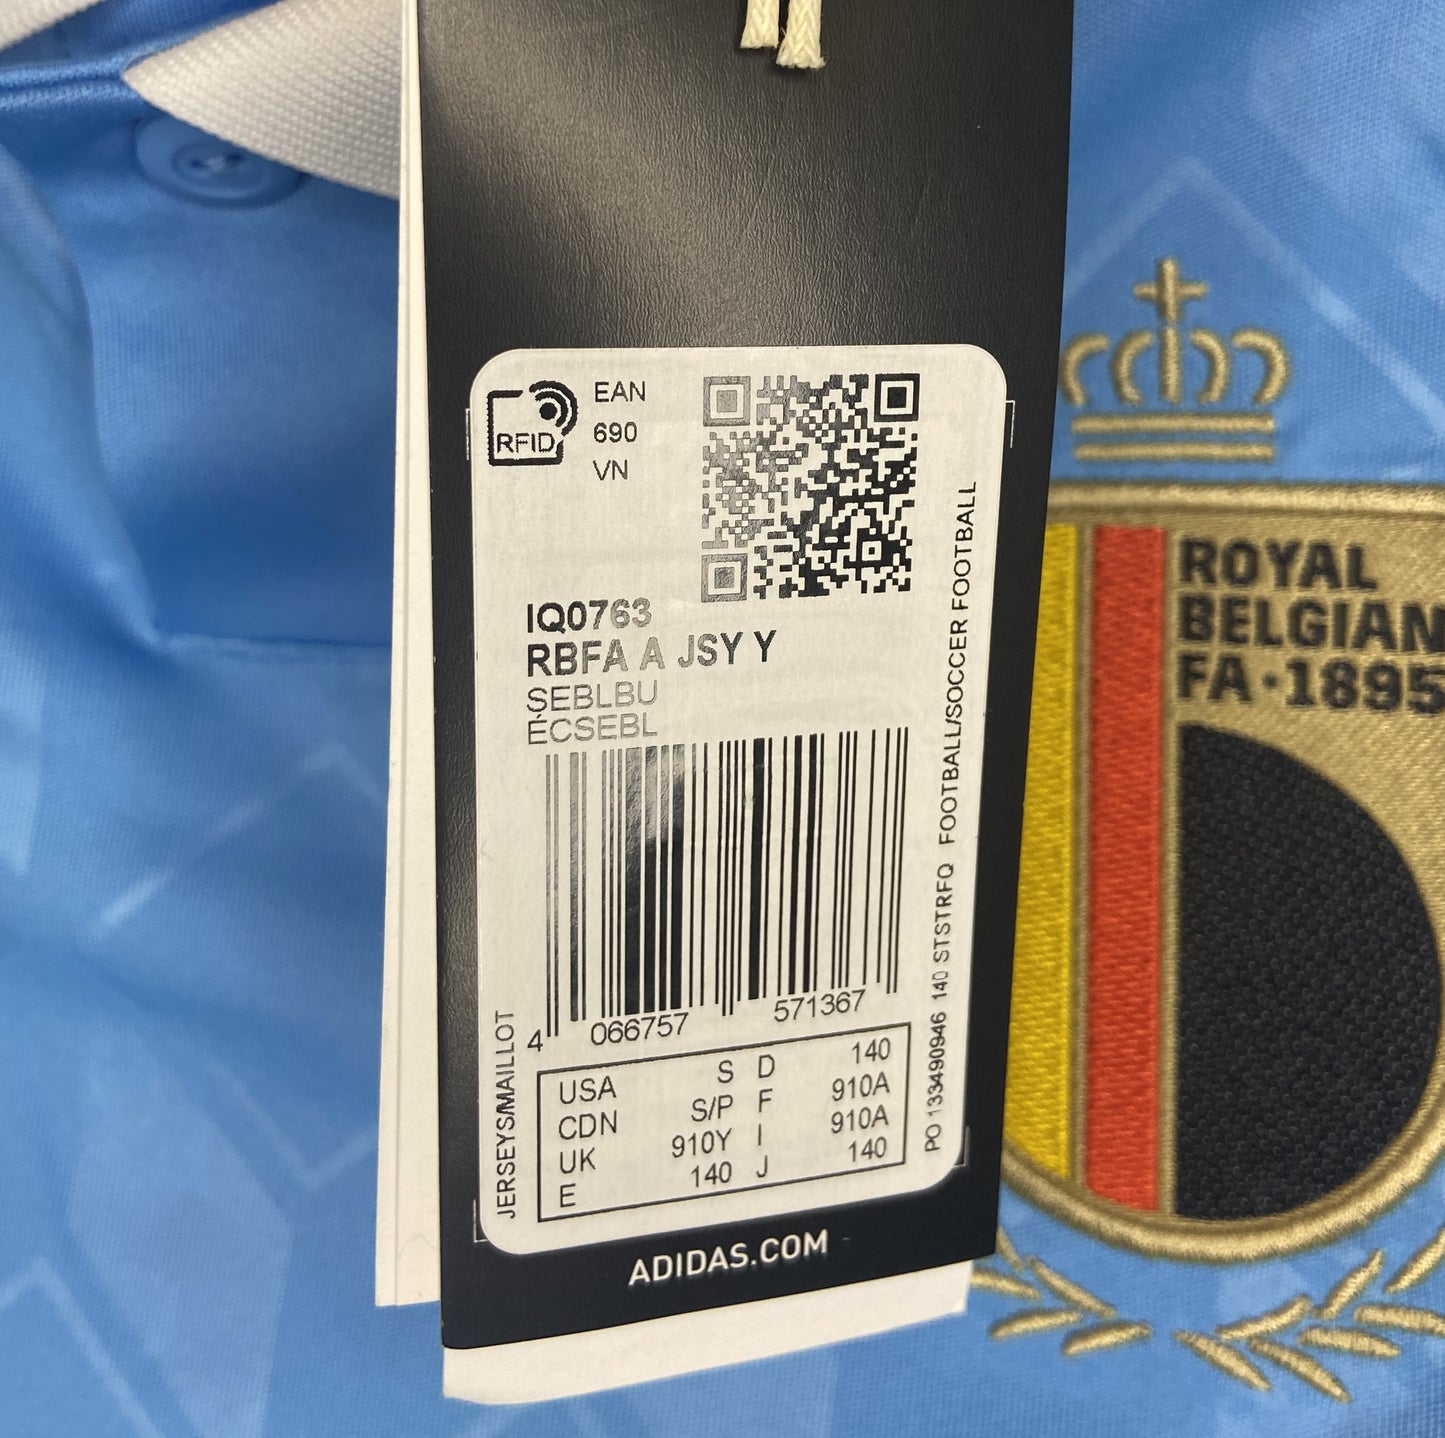 RFID
EAN
690
VN
IQ0763
RBFA A JSY Y
SEBLBU
ECSEBL
4 066757 571367
USA S D 140
CDN S/P F 910A
UK 910Y I 910A
E 140 J 140
JERSEYS/MAILLOT
PO 133490946 140 STSTRFQ FOOTBALL/SOCCER FOOTBALL
ADIDAS.COM
ROYAL
BELGIAN
FA·1895